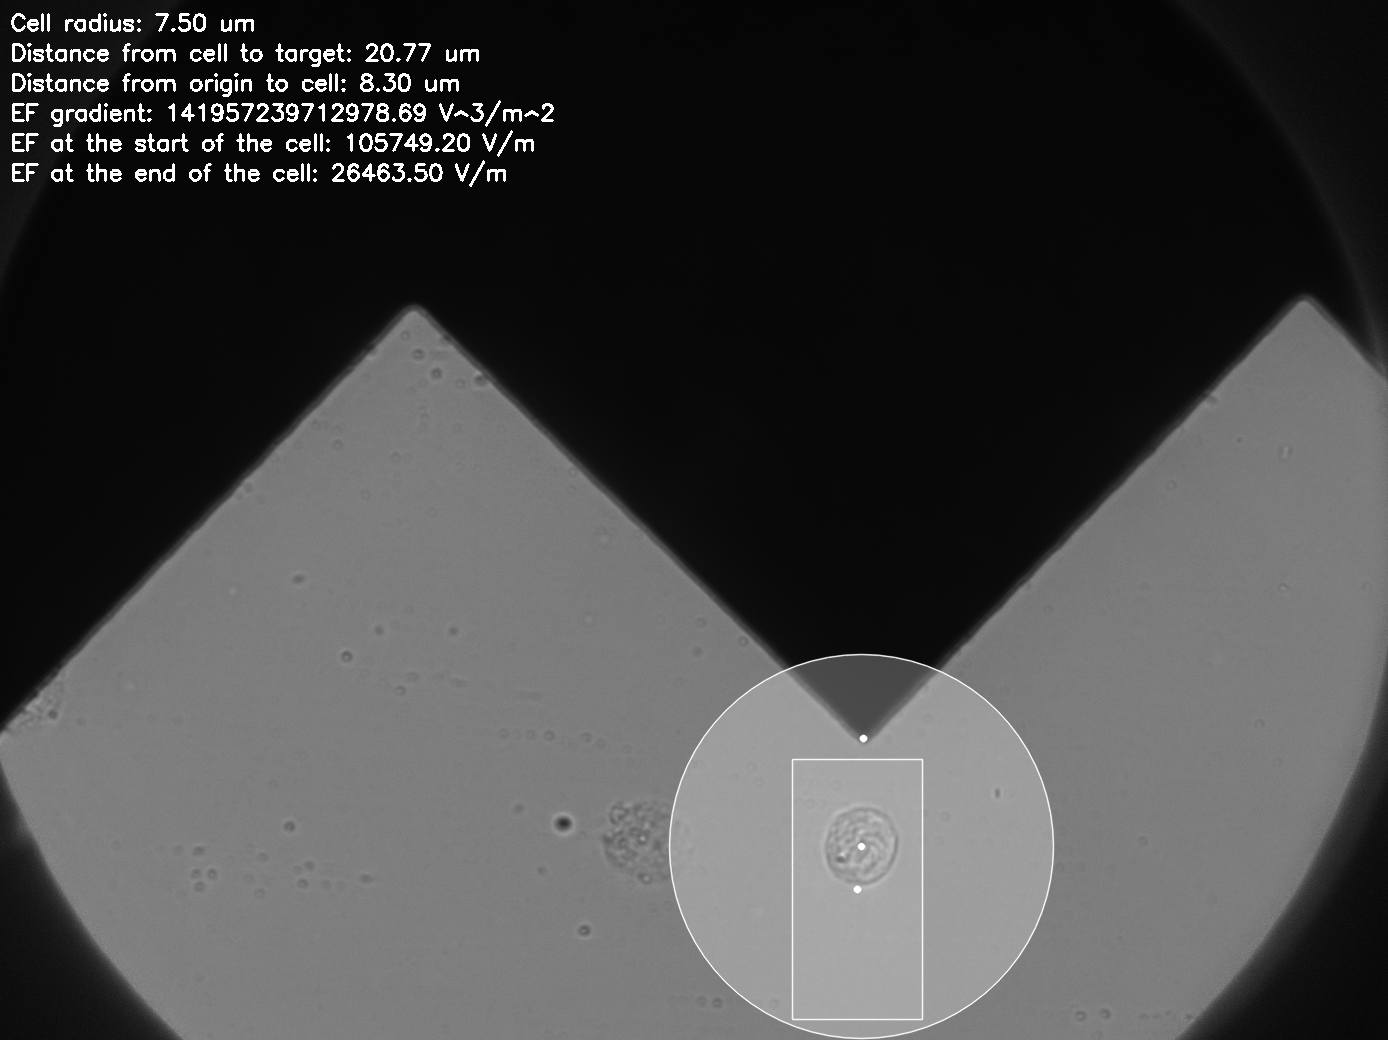 Cell radius: 7.50 um
Distance from cell to target: 20.77 um
Distance from origin to cell: 8.30 um
EF gradient: 141957239712978.69 V^3/m^2
EF at the start of the cell: 105749.20 V/m
EF at the end of the cell: 26463.50 V/m